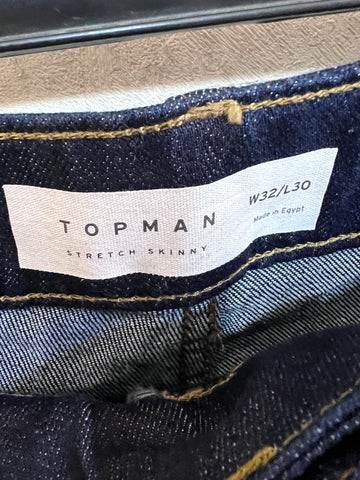 TOPMAN
STRETCH SKINNY
W32/L30
Made in Egypt